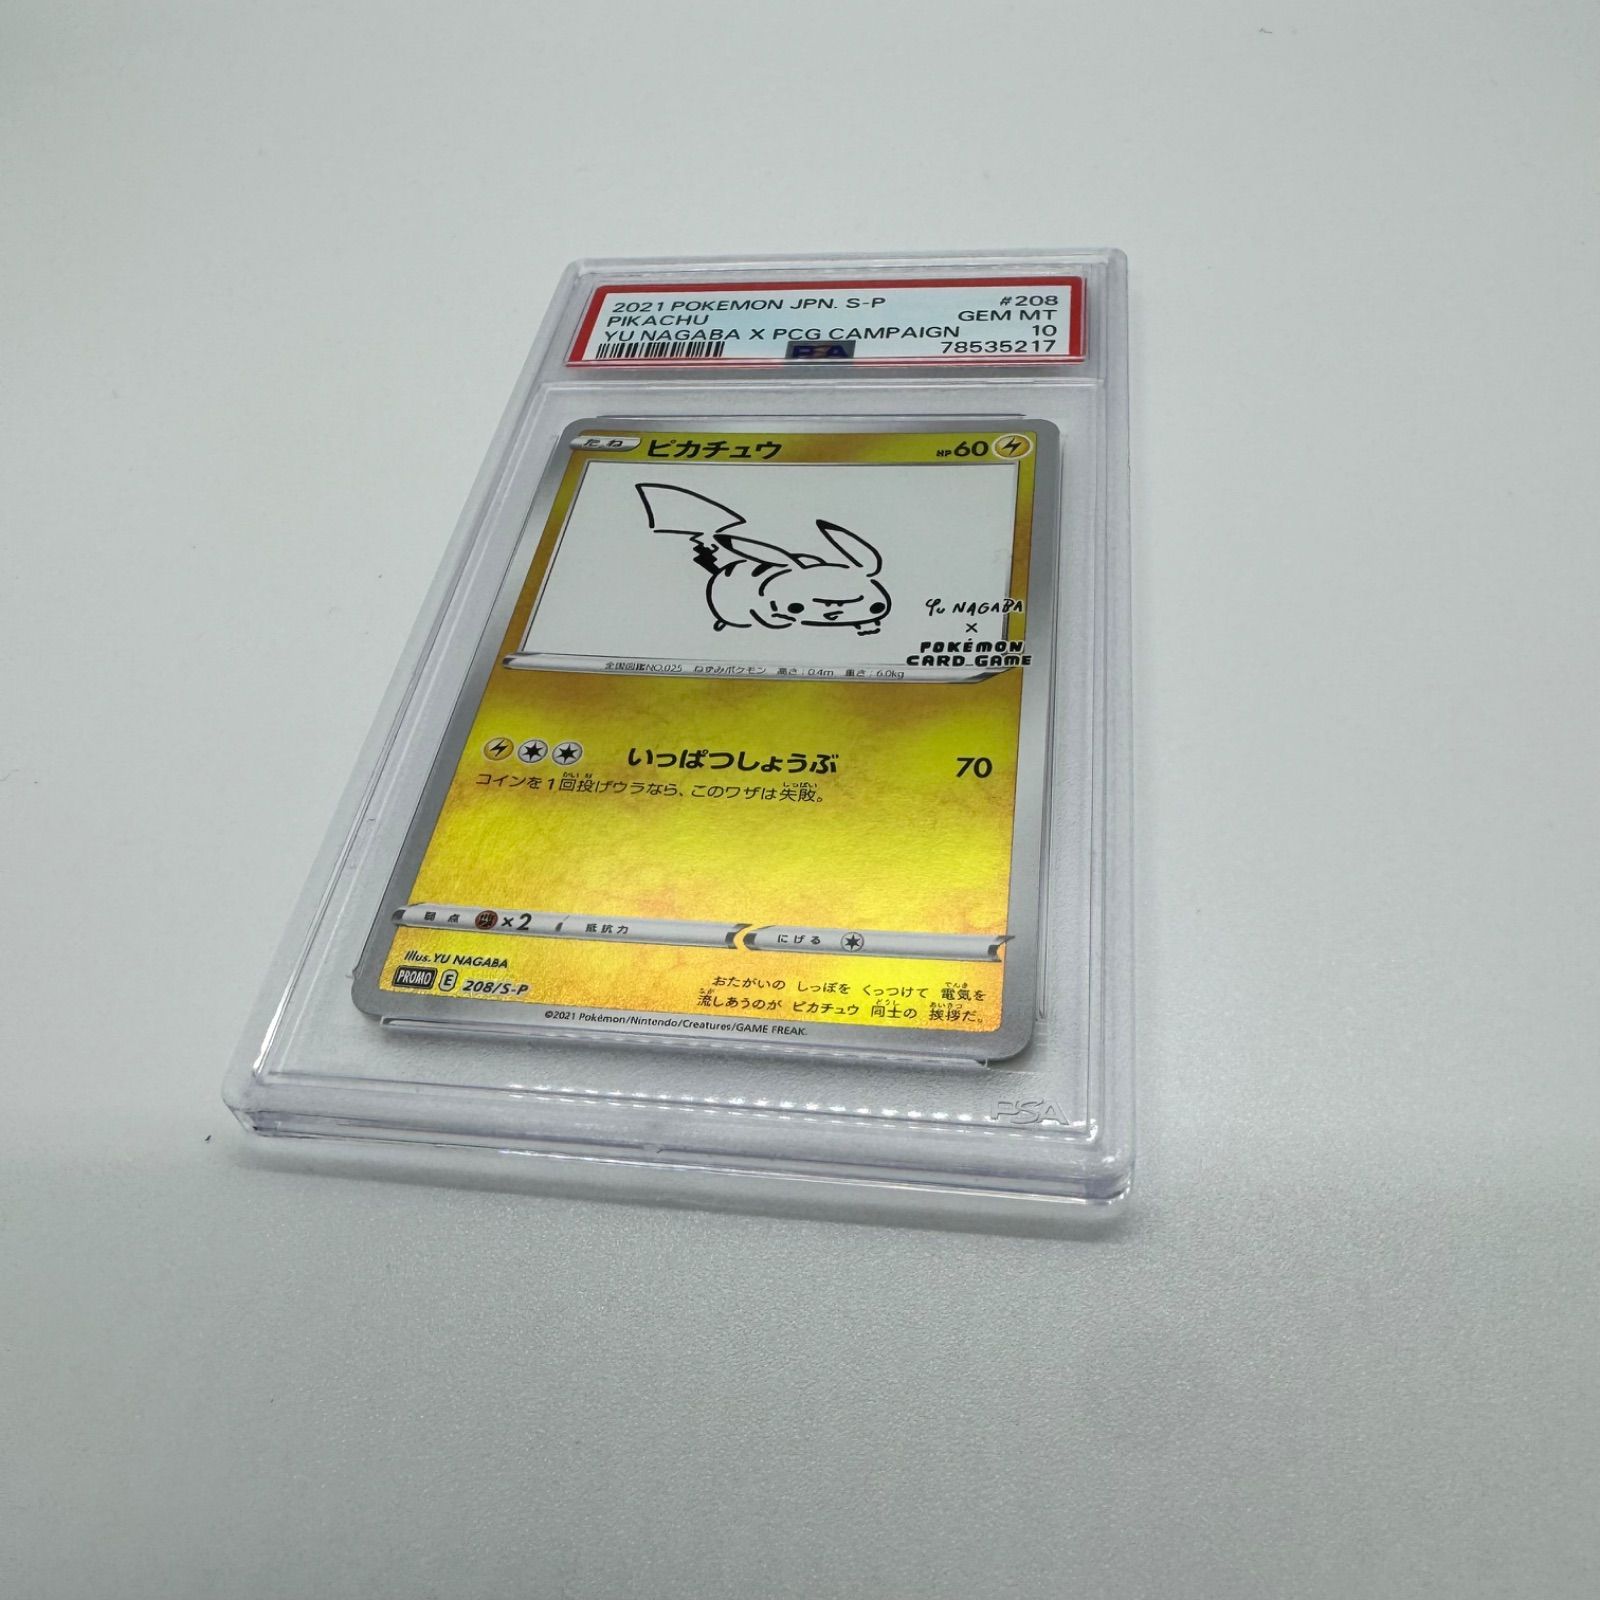 2021 POKEMON JPN. S-P #208
PIKACHU GEM MT
YU NAGABA X PCG CAMPAIGN 10
PSA 78535217
たね ピカチュウ HP60
Yu NAGABA
×
POKÉMON
CARD GAME
全国図鑑NO.025 ねずみポケモン 高さ:0.4m 重さ:6.0kg
いっぱつしょうぶ 70
コインを1回投げウラなら、このワザは失敗。
弱点 ×2 抵抗力 にげる
Illus. YU NAGABA
PROMO E 208/S-P
おたがいの しっぽを くっつけて 電気を
流しあうのが ピカチュウ 同士の 挨拶だ。
©2021 Pokémon/Nintendo/Creatures/GAME FREAK.
PSA